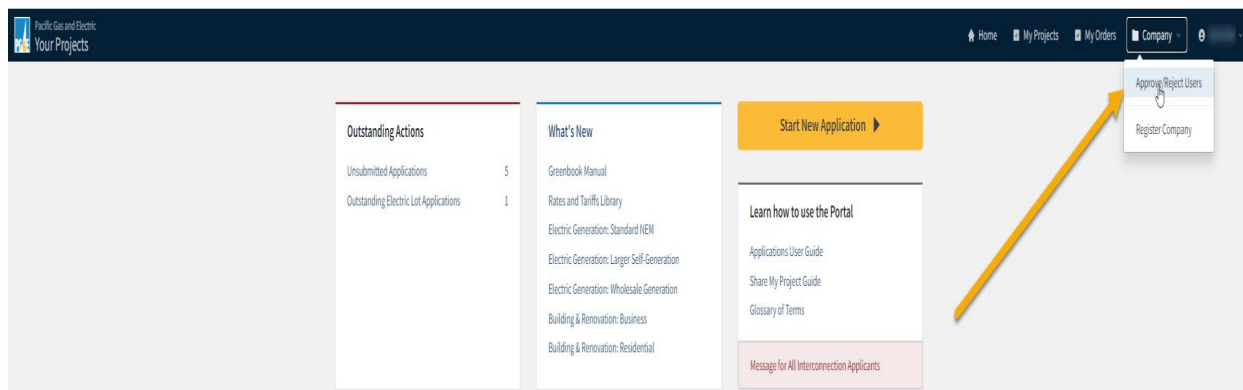 Pacific Gas and Electric
Your Projects
PG&E
Home
My Projects
My Orders
Company
Approve/Reject Users
Register Company
Outstanding Actions
Unsubmitted Applications 5
Outstanding Electric Lot Applications 1
What's New
Greenbook Manual
Rates and Tariffs Library
Electric Generation: Standard NEM
Electric Generation: Larger Self-Generation
Electric Generation: Wholesale Generation
Building & Renovation: Business
Building & Renovation: Residential
Start New Application
Learn how to use the Portal
Applications User Guide
Share My Project Guide
Glossary of Terms
Message for All Interconnection Applicants